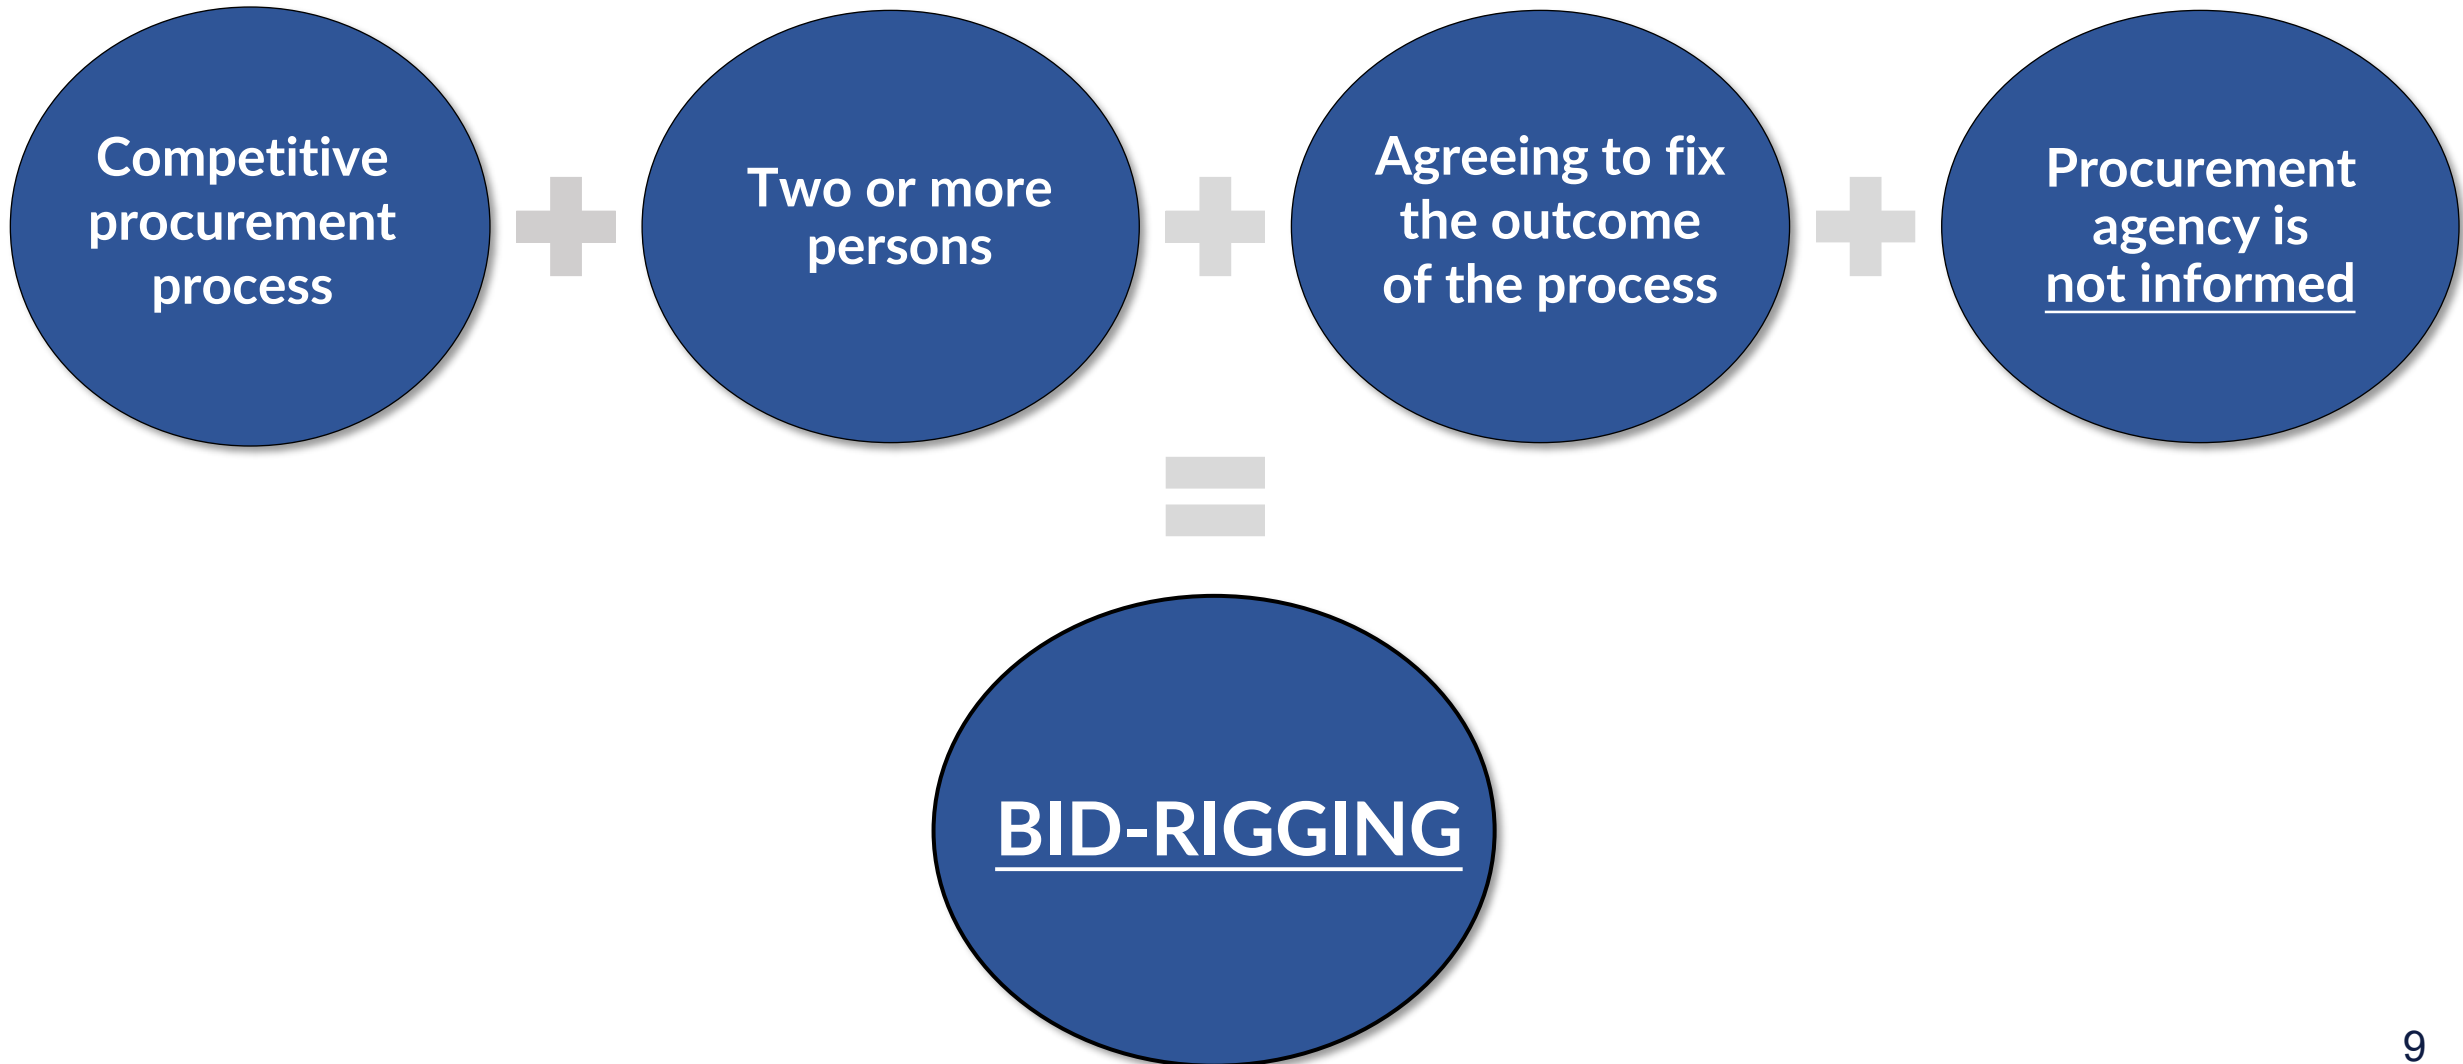 Competitive
procurement
process
Two or more
persons
Agreeing to fix
the outcome
of the process
Procurement
agency is
not informed
BID-RIGGING
9